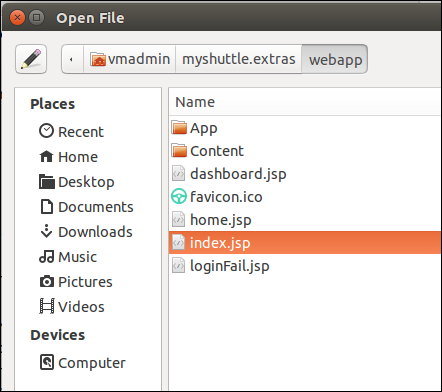 Open File
vmadmin myshuttle.extras webapp
Places
Recent
Home
Desktop
Documents
Downloads
Music
Pictures
Videos
Devices
Computer
Name
App
Content
dashboard.jsp
favicon.ico
home.jsp
index.jsp
loginFail.jsp